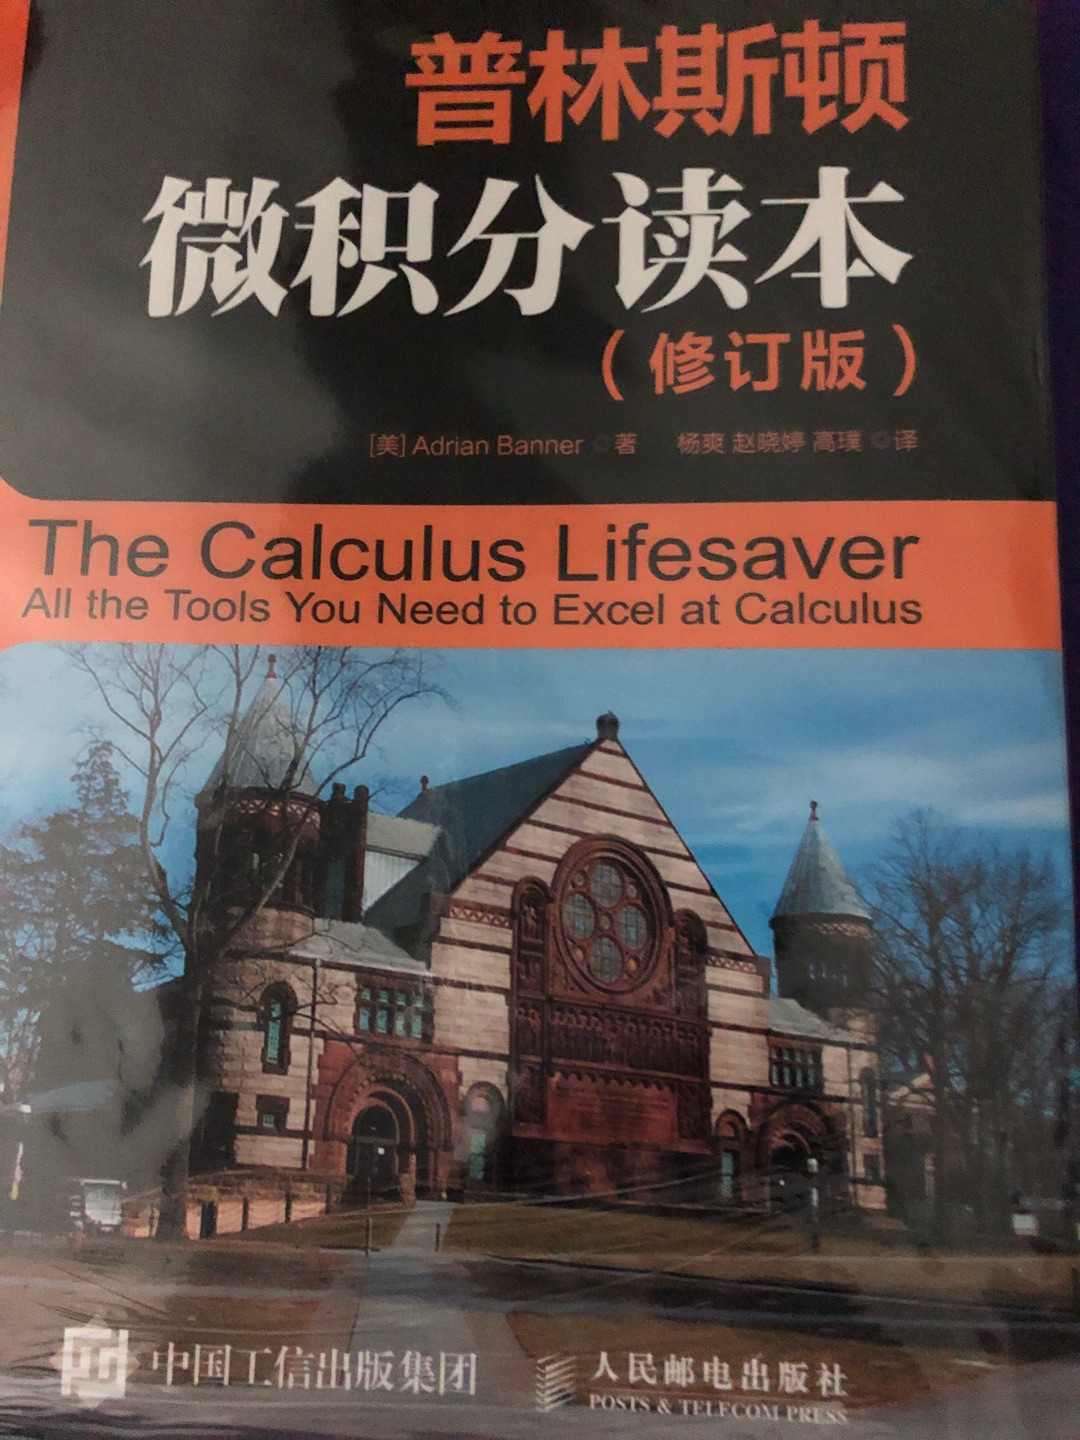 普林斯顿
微积分读本
（修订版）
[美] Adrian Banner ◎ 著 杨爽 赵晓婷 高璞 ◎ 译
The Calculus Lifesaver
All the Tools You Need to Excel at Calculus
中国工信出版集团
人民邮电出版社
POSTS & TELECOM PRESS